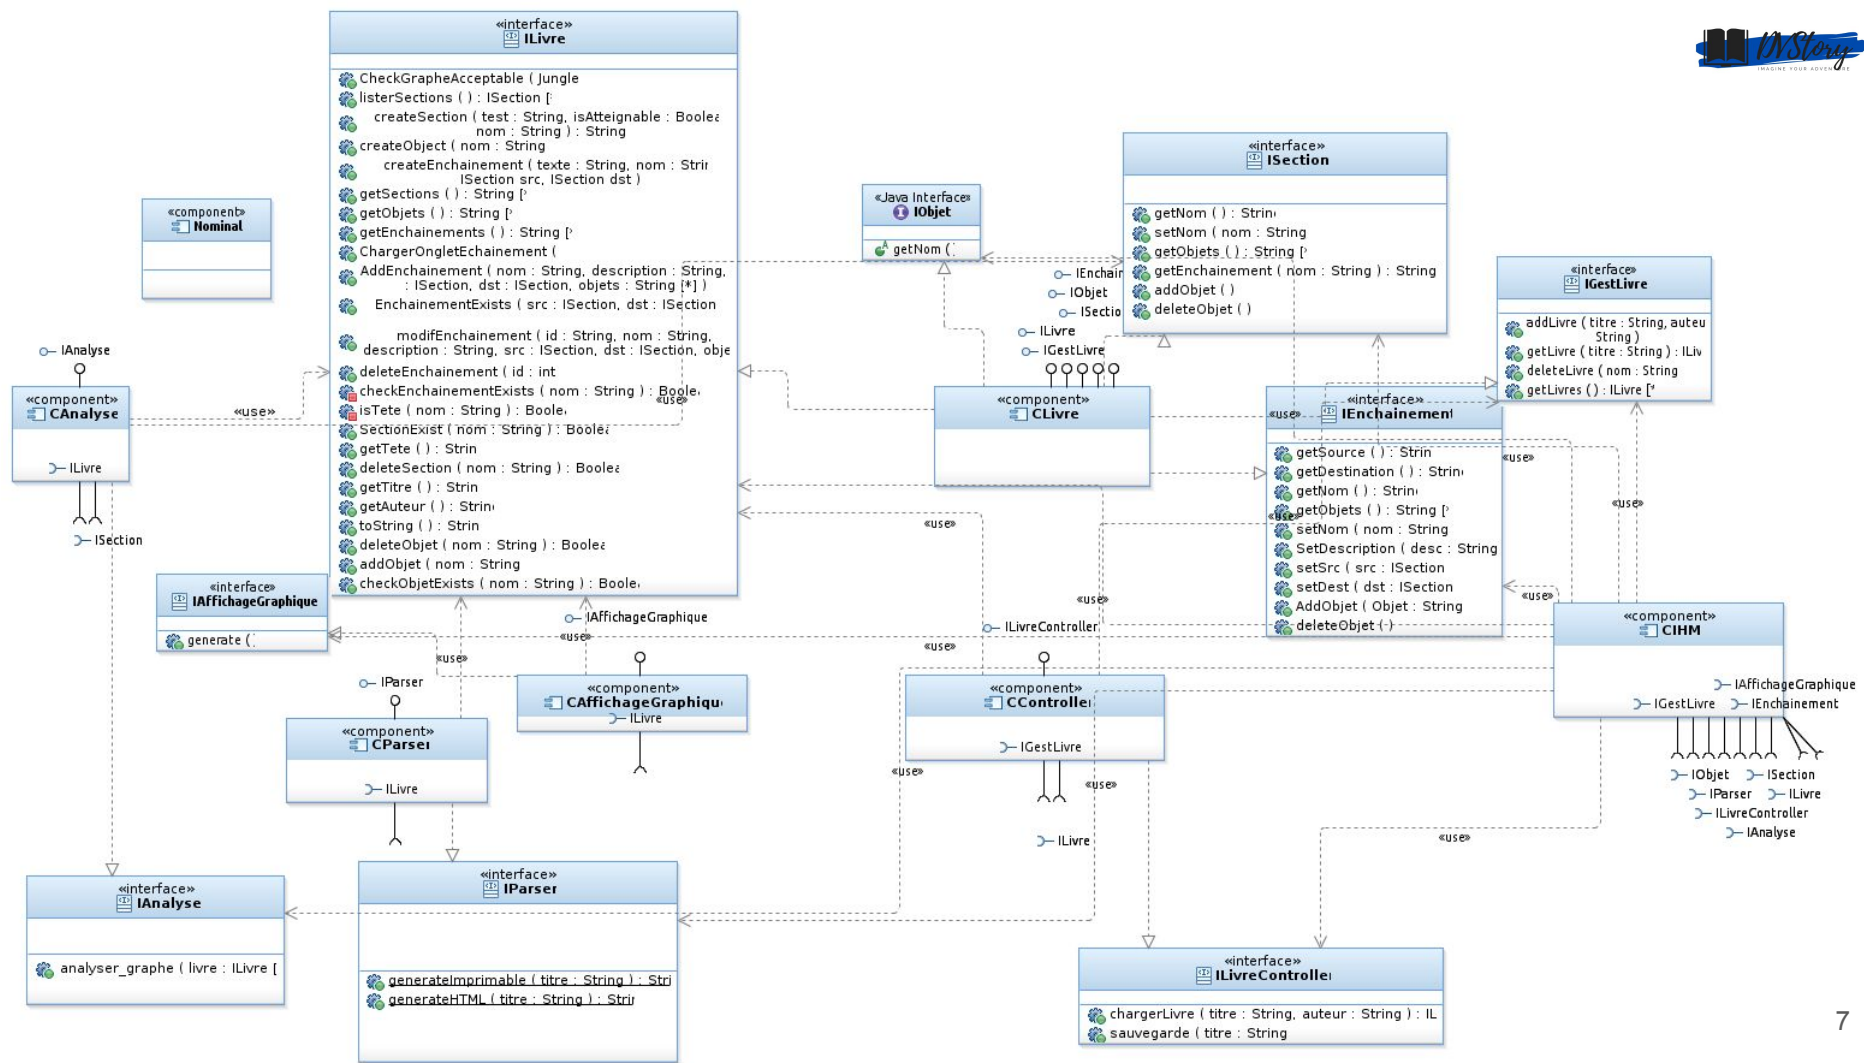 DVStory
IMAGINE YOUR ADVENTURE
«interface»
ILivre
CheckGrapheAcceptable ( Jungle
listerSections ( ) : ISection [
createSection ( test : String, isAtteignable : Boolea
nom : String ) : String
createObject ( nom : String
createEnchainement ( texte : String, nom : Strir
ISection src, ISection dst )
getSections ( ) : String [
getObjets ( ) : String [
getEnchainements ( ) : String [
ChargerOngletEchainement (
AddEnchainement ( nom : String, description : String,
: ISection, dst : ISection, objets : String [*] )
EnchainementExists ( src : ISection, dst : ISection
modifEnchainement ( id : String, nom : String,
description : String, src : ISection, dst : ISection, obje
deleteEnchainement ( id : int
checkEnchainementExists ( nom : String ) : Boole
isTete ( nom : String ) : Boole
SectionExist ( nom : String ) : Boolea
getTete ( ) : Strin
deleteSection ( nom : String ) : Boolea
getTitre ( ) : Strin
getAuteur ( ) : Strin
toString ( ) : Strin
deleteObjet ( nom : String ) : Boolea
addObjet ( nom : String
checkObjetExists ( nom : String ) : Boole
«component»
Nominal
«Java Interface»
IObjet
getNom (
«interface»
ISection
getNom ( ) : Strin
setNom ( nom : String
getObjets ( ) : String [
getEnchainement ( nom : String ) : String
addObjet ( )
deleteObjet ( )
«interface»
IGestLivre
addLivre ( titre : String, auteu
String )
getLivre ( titre : String ) : ILiv
deleteLivre ( nom : String
getLivres ( ) : ILivre [*
IEnchair
IObjet
ISectio
ILivre
IGestLivre
«component»
CLivre
IAnalyse
«component»
CAnalyse
ILivre
ISection
«use»
«use»
«interface»
IEnchainement
getSource ( ) : Strin
getDestination ( ) : Strin
getNom ( ) : Strin
getObjets ( ) : String [
setNom ( nom : String
SetDescription ( desc : String
setSrc ( src : ISection
setDest ( dst : ISection
AddObjet ( Objet : String
deleteObjet ( )
«use»
«use»
«use»
«use»
«use»
«use»
«use»
«interface»
IAffichageGraphique
generate (
IAffichageGraphique
«use»
«use»
«use»
ILivreController
«component»
CIHM
IAffichageGraphique
IGestLivre
IEnchainement
IObjet
ISection
IParser
ILivre
ILivreController
IAnalyse
IParser
«component»
CParser
ILivre
«component»
CAffichageGraphiqu
ILivre
«component»
CController
IGestLivre
ILivre
«use»
«use»
«use»
«interface»
IAnalyse
analyser_graphe ( livre : ILivre [
«interface»
IParser
generateImprimable ( titre : String ) : Stri
generateHTML ( titre : String ) : Strir
«interface»
ILivreController
chargerLivre ( titre : String, auteur : String ) : IL
sauvegarde ( titre : String
7